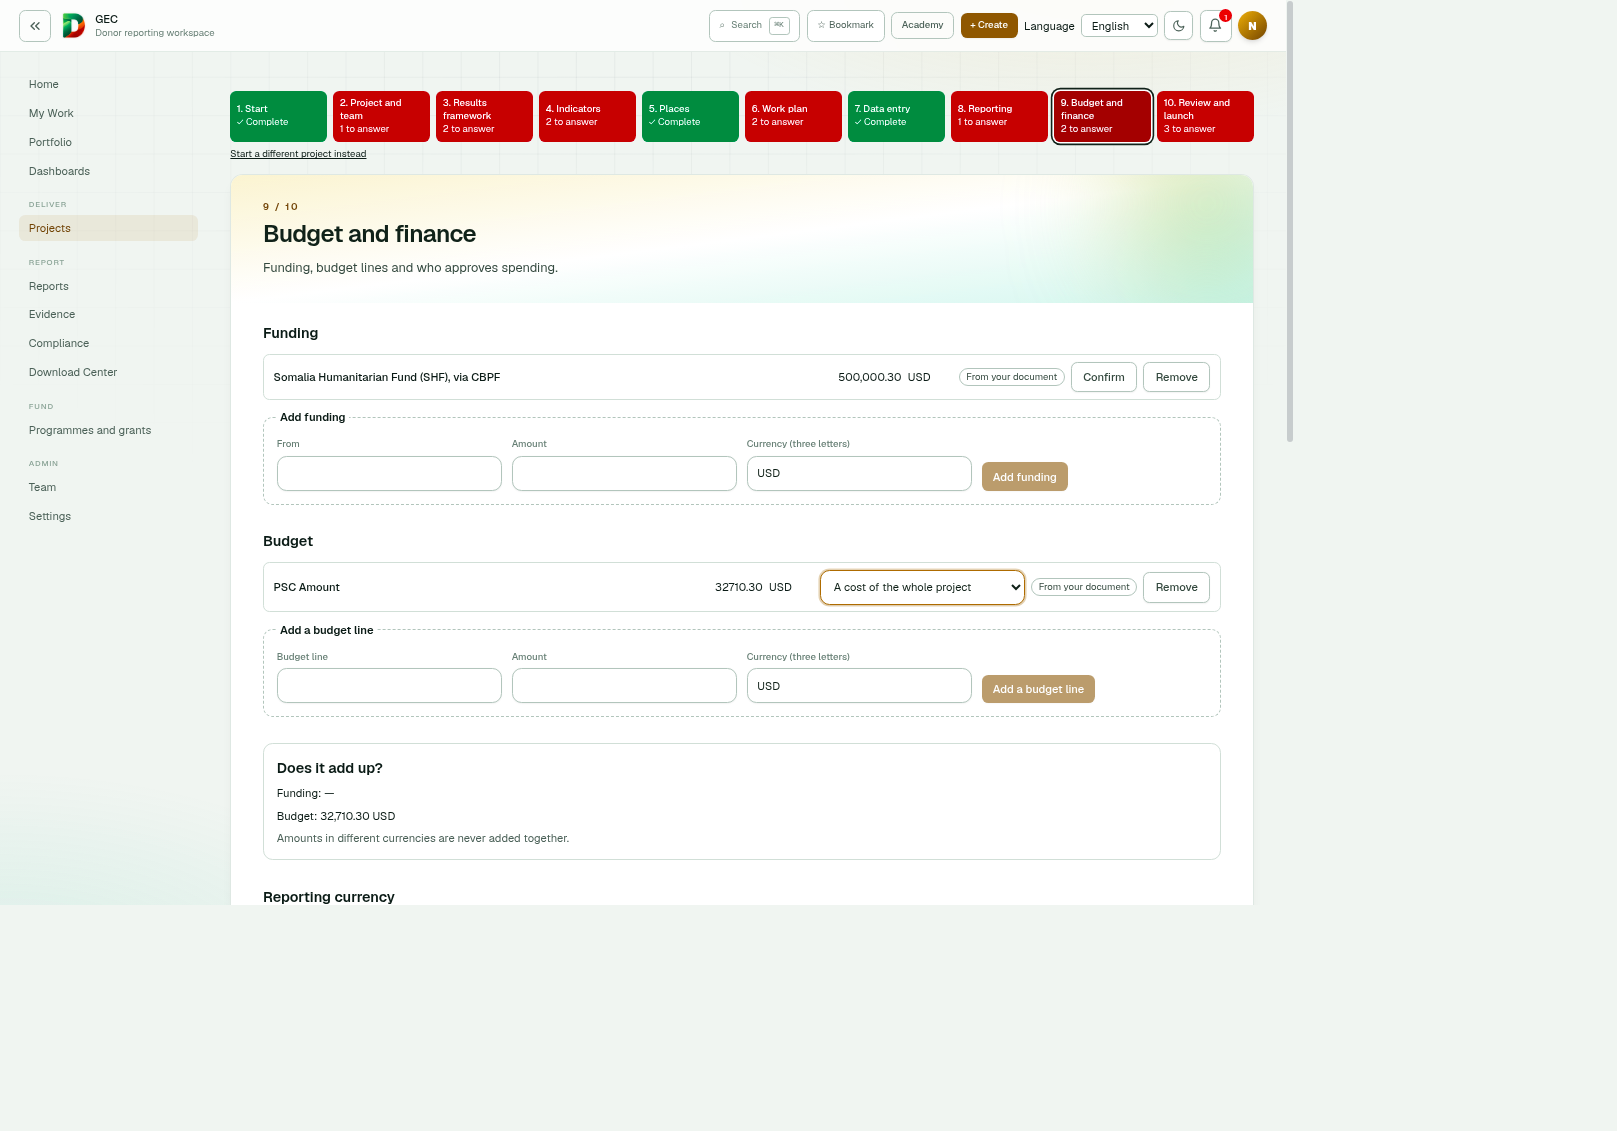 GEC
Donor reporting workspace
Search ⌘K
☆ Bookmark
Academy
+ Create
Language
English
1
N
Home
My Work
Portfolio
Dashboards
DELIVER
Projects
REPORT
Reports
Evidence
Compliance
Download Center
FUND
Programmes and grants
ADMIN
Team
Settings
1. Start
✓ Complete
2. Project and
team
1 to answer
3. Results
framework
2 to answer
4. Indicators
2 to answer
5. Places
✓ Complete
6. Work plan
2 to answer
7. Data entry
✓ Complete
8. Reporting
1 to answer
9. Budget and
finance
2 to answer
10. Review and
launch
3 to answer
Start a different project instead
9 / 10
Budget and finance
Funding, budget lines and who approves spending.
Funding
Somalia Humanitarian Fund (SHF), via CBPF
500,000.30 USD
From your document
Confirm
Remove
Add funding
From
Amount
Currency (three letters)
USD
Add funding
Budget
PSC Amount
32710.30 USD
A cost of the whole project
From your document
Remove
Add a budget line
Budget line
Amount
Currency (three letters)
USD
Add a budget line
Does it add up?
Funding: —
Budget: 32,710.30 USD
Amounts in different currencies are never added together.
Reporting currency